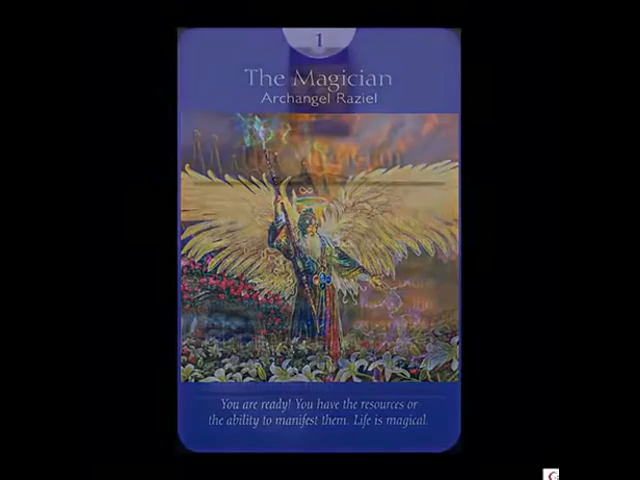 1
The Magician
Archangel Raziel
You are ready! You have the resources or
the ability to manifest them. Life is magical.